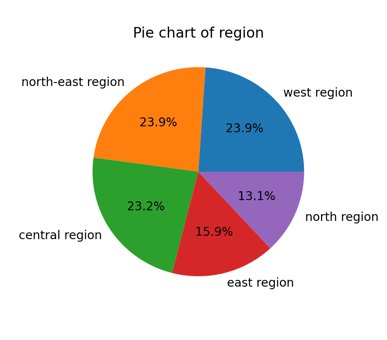 Pie chart of region
north-east region
west region
23.9%
23.9%
23.2%
13.1%
15.9%
north region
central region
east region